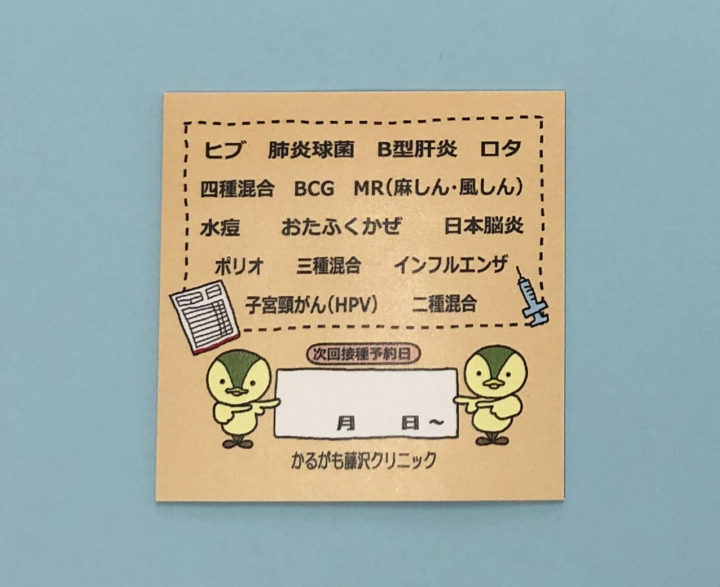 ヒブ 肺炎球菌 B型肝炎 ロタ
四種混合 BCG MR(麻しん・風しん)
水痘 おたふくかぜ 日本脳炎
ポリオ 三種混合 インフルエンザ
子宮頸がん(HPV) 二種混合
次回接種予約日
月 日~
かるがも藤沢クリニック